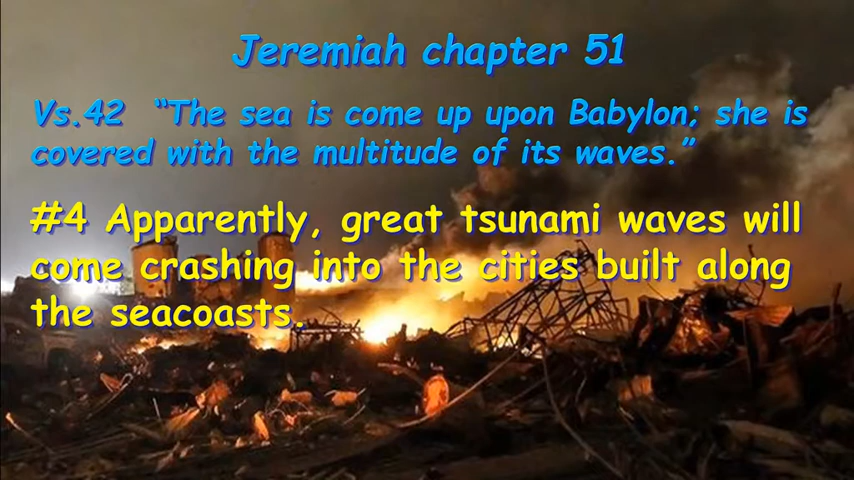 Jeremiah chapter 51
Vs.42 “The sea is come up upon Babylon; she is
covered with the multitude of its waves.”
#4 Apparently, great tsunami waves will
come crashing into the cities built along
the seacoasts.